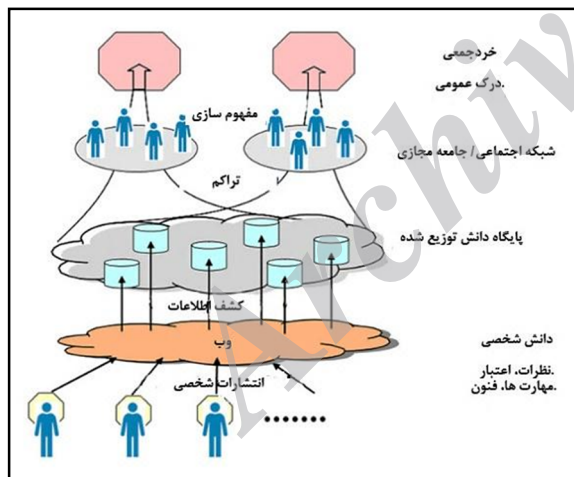 خردجمعی
.درک عمومی
مفهوم سازی
شبکه اجتماعی/ جامعه مجازی
تراکم
پایگاه دانش توزیع شده
کشف اطلاعات
وب
دانش شخصی
.نظرات، اعتبار
.مهارت ها، فنون
انتشارات شخصی
Archiv